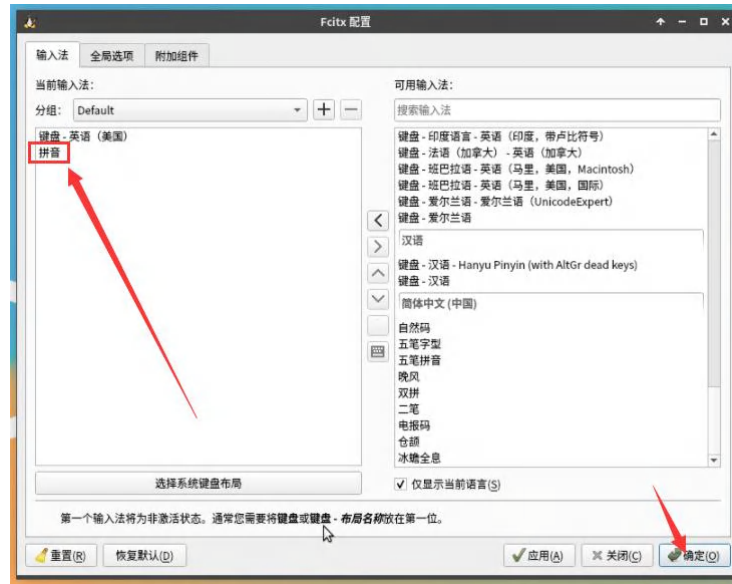 Fcitx 配置
输入法 全局选项 附加组件
当前输入法:
分组: Default
键盘 - 英语（美国）
拼音
选择系统键盘布局
可用输入法:
搜索输入法
键盘 - 印度语言 - 英语（印度，带卢比符号）
键盘 - 法语（加拿大） - 英语（加拿大）
键盘 - 班巴拉语 - 英语（马里，美国，Macintosh）
键盘 - 班巴拉语 - 英语（马里，美国，国际）
键盘 - 爱尔兰语 - 爱尔兰语（UnicodeExpert）
键盘 - 爱尔兰语
汉语
键盘 - 汉语 - Hanyu Pinyin (with AltGr dead keys)
键盘 - 汉语
简体中文 (中国)
自然码
五笔字型
五笔拼音
晚风
双拼
二笔
电报码
仓颉
冰蟾全息
仅显示当前语言(S)
第一个输入法将为非激活状态。通常您需要将键盘或键盘 - 布局名称放在第一位。
重置(R) 恢复默认(D) 应用(A) 关闭(C) 确定(O)